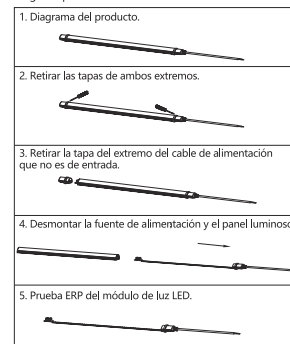 1. Diagrama del producto.
2. Retirar las tapas de ambos extremos.
3. Retirar la tapa del extremo del cable de alimentación
que no es de entrada.
4. Desmontar la fuente de alimentación y el panel luminoso
5. Prueba ERP del módulo de luz LED.